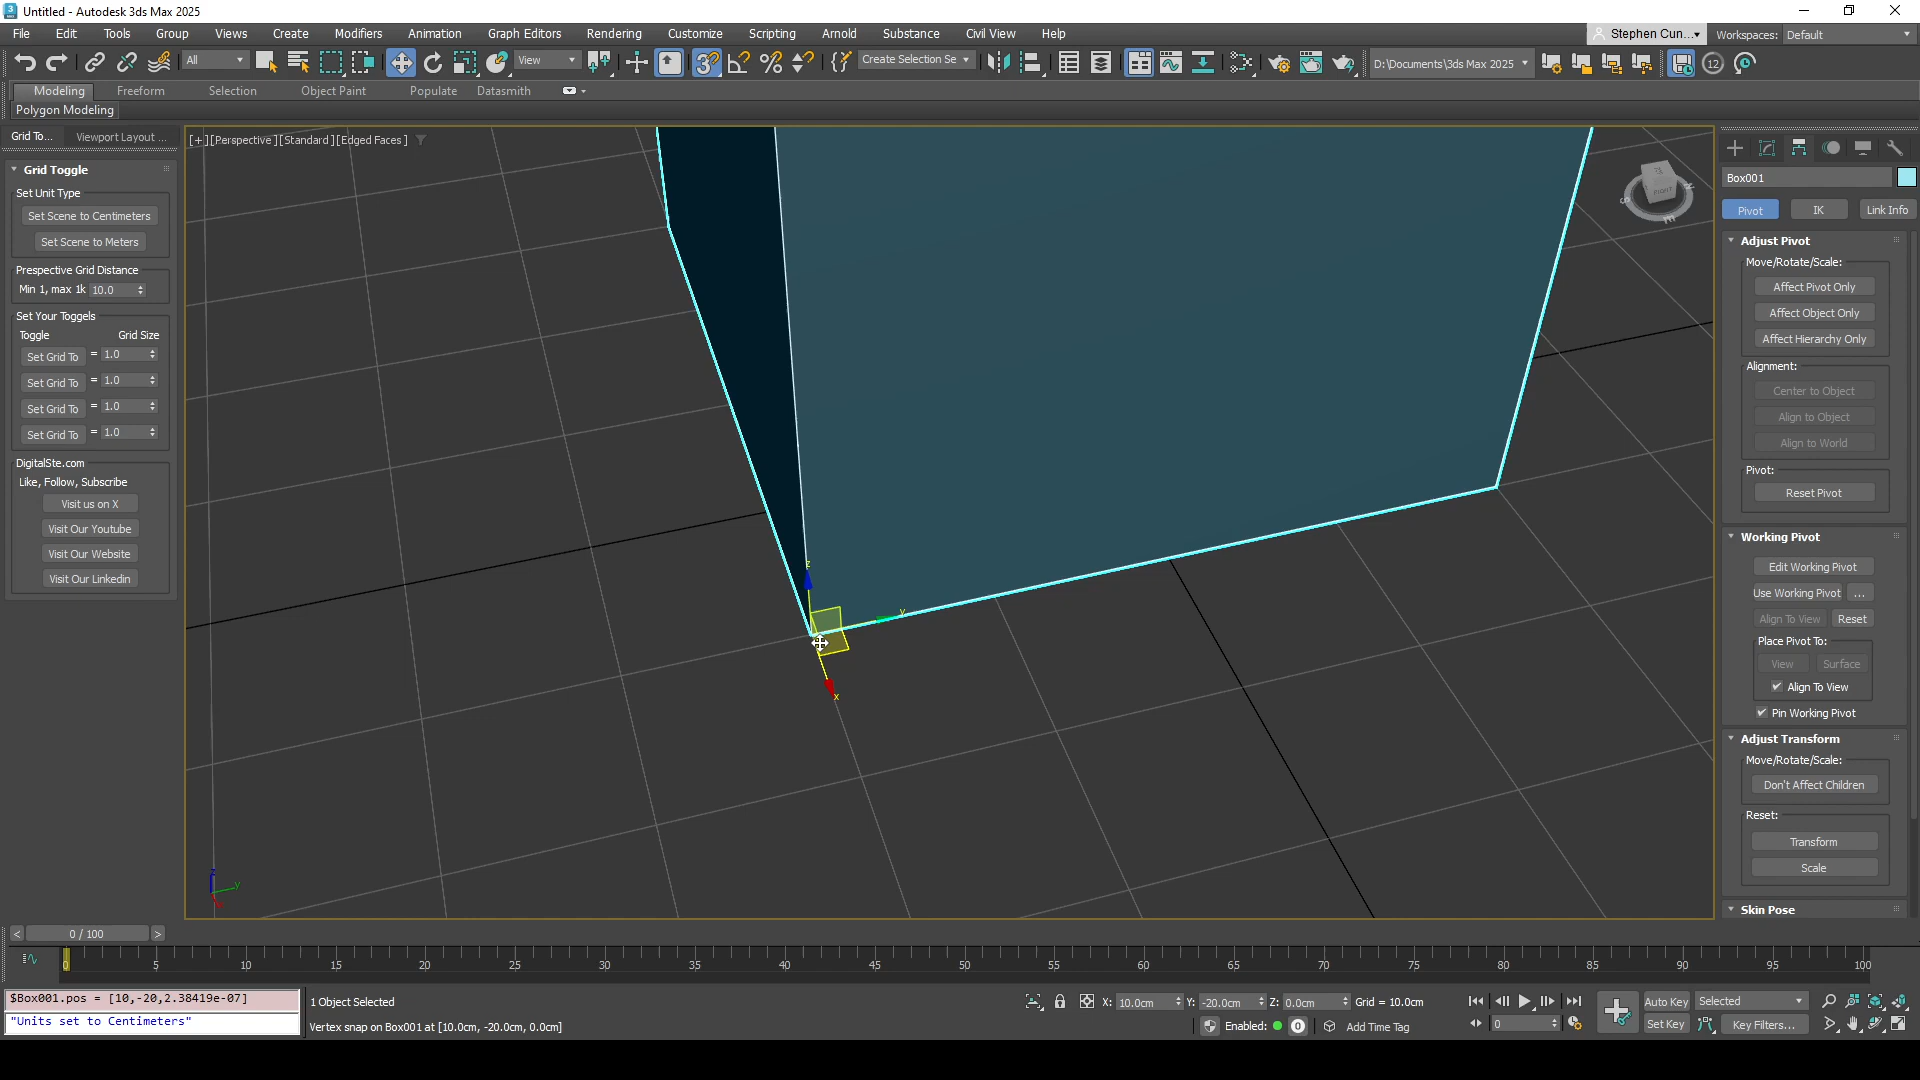 Untitled - Autodesk 3ds Max 2025
File Edit Tools Group Views Create Modifiers Animation Graph Editors Rendering Customize Scripting Arnold Substance Civil View Help
Stephen Cun... Workspaces: Default
All View Create Selection Se D:\Documents\3ds Max 2025 12
Modeling Freeform Selection Object Paint Populate Datasmith
Polygon Modeling
Grid To... Viewport Layout ...
[+][Perspective][Standard][Edged Faces]
Grid Toggle
Set Unit Type
Set Scene to Centimeters
Set Scene to Meters
Prespective Grid Distance
Min 1, max 1k 10.0
Set Your Toggels
Toggle Grid Size
Set Grid To = 1.0
Set Grid To = 1.0
Set Grid To = 1.0
Set Grid To = 1.0
DigitalSte.com
Like, Follow, Subscribe
Visit us on X
Visit Our Youtube
Visit Our Website
Visit Our Linkedin
RIGHT
S
E
z
y
x
z
y
Box001
Pivot IK Link Info
Adjust Pivot
Move/Rotate/Scale:
Affect Pivot Only
Affect Object Only
Affect Hierarchy Only
Alignment:
Center to Object
Align to Object
Align to World
Pivot:
Reset Pivot
Working Pivot
Edit Working Pivot
Use Working Pivot ...
Align To View Reset
Place Pivot To:
View Surface
Align To View
Pin Working Pivot
Adjust Transform
Move/Rotate/Scale:
Don't Affect Children
Reset:
Transform
Scale
Skin Pose
< 0 / 100 >
0 5 10 15 20 25 30 35 40 45 50 55 60 65 70 75 80 85 90 95 100
$Box001.pos = [10,-20,2.38419e-07]
"Units set to Centimeters"
1 Object Selected
Vertex snap on Box001 at [10.0cm, -20.0cm, 0.0cm]
X: 10.0cm Y: -20.0cm Z: 0.0cm Grid = 10.0cm
Enabled: 0 Add Time Tag
0
Auto Key Selected
Set Key Key Filters...